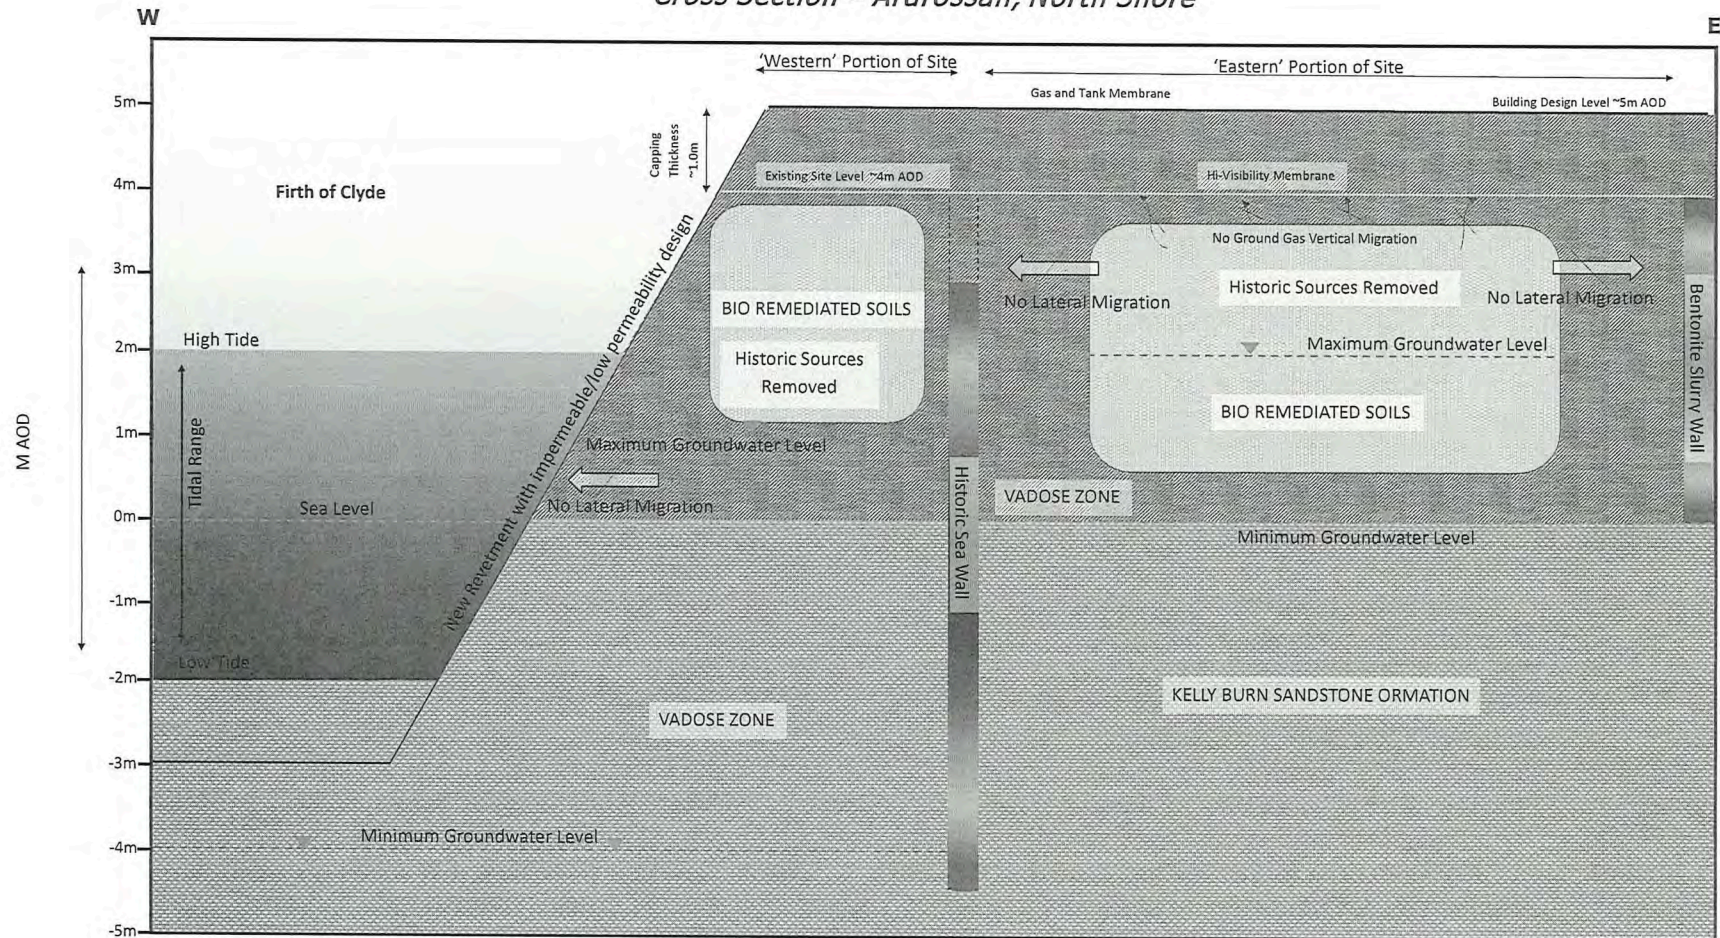 Cross Section – Ardrossan, North Shore
W
E
'Western' Portion of Site
'Eastern' Portion of Site
Gas and Tank Membrane
Building Design Level ~5m AOD
5m
Capping
Thickness
~1.0m
4m
Firth of Clyde
Existing Site Level ~4m AOD
Hi-Visibility Membrane
No Ground Gas Vertical Migration
3m
Historic Sources Removed
No Lateral Migration
No Lateral Migration
BIO REMEDIATED SOILS
Historic Sources
Removed
High Tide
2m
Maximum Groundwater Level
New Revetment with impermeable/low permeability design
Bentonite Slurry Wall
BIO REMEDIATED SOILS
M AOD
Tidal Range
1m
Maximum Groundwater Level
Historic Sea Wall
VADOSE ZONE
Sea Level
No Lateral Migration
0m
Minimum Groundwater Level
-1m
Low Tide
-2m
KELLY BURN SANDSTONE ORMATION
VADOSE ZONE
-3m
Minimum Groundwater Level
-4m
-5m